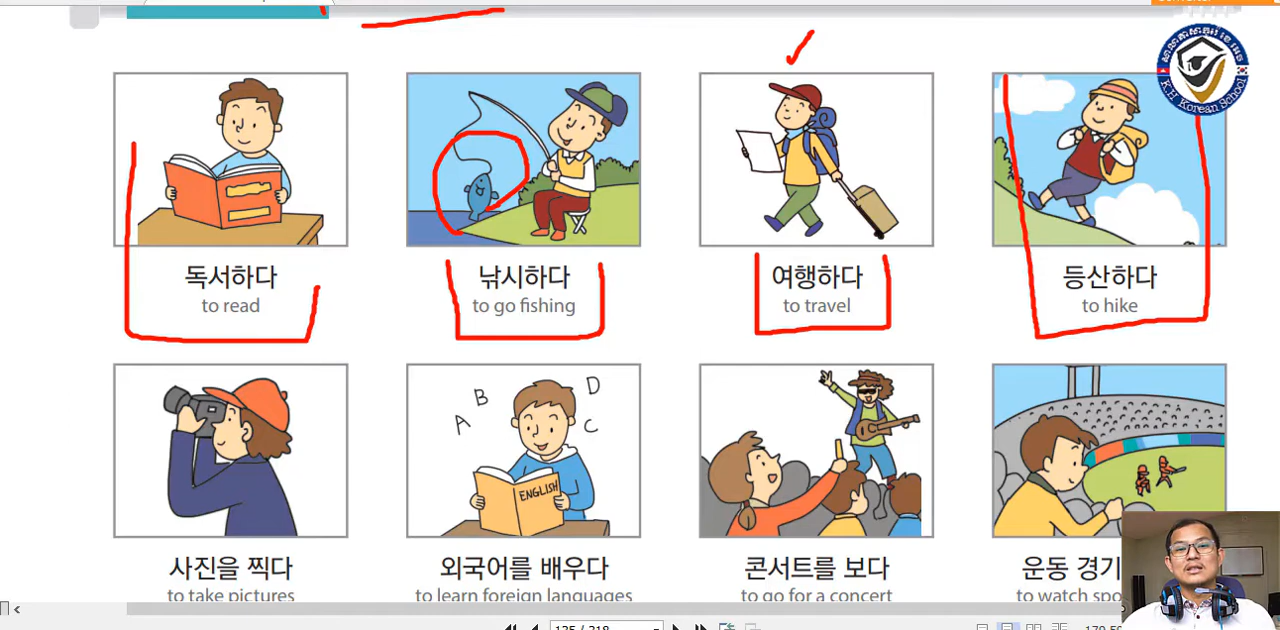 K.H Korean School
독서하다
to read
낚시하다
to go fishing
여행하다
to travel
등산하다
to hike
A B C D
ENGLISH
사진을 찍다
to take pictures
외국어를 배우다
to learn foreign languages
콘서트를 보다
to go for a concert
운동 경기
to watch spo